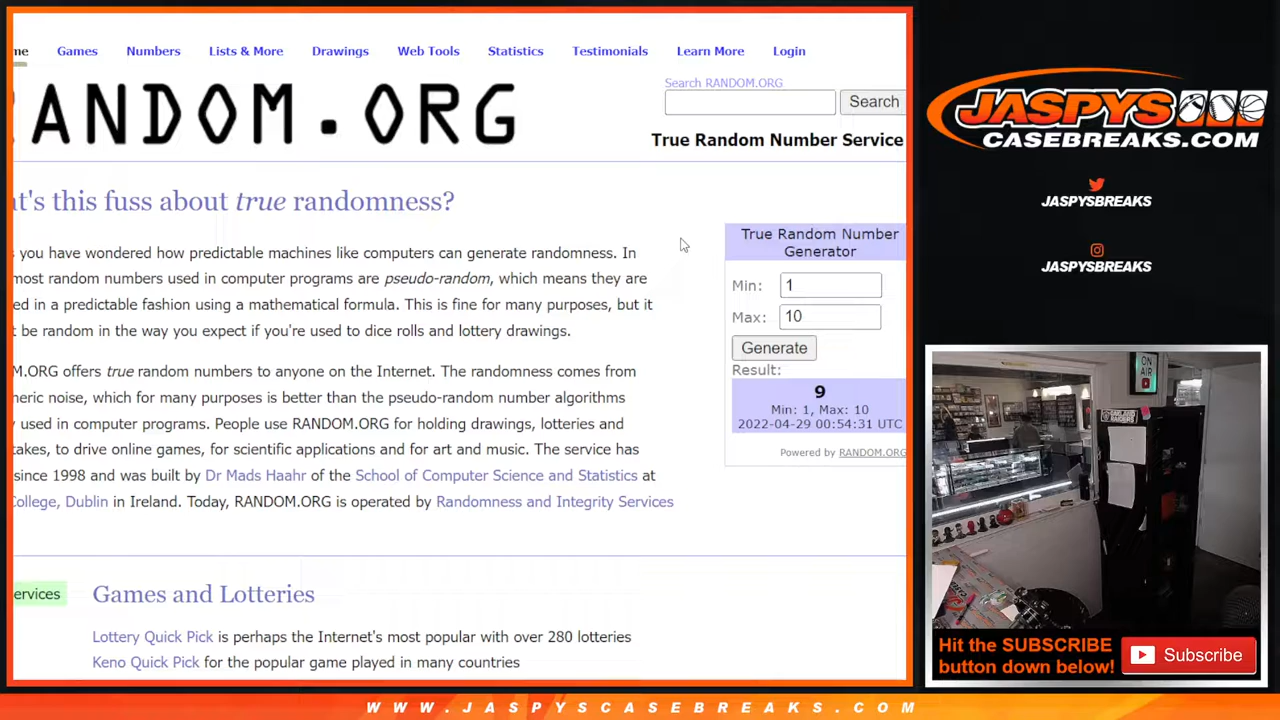 me Games Numbers Lists & More Drawings Web Tools Statistics Testimonials Learn More Login
Search RANDOM.ORG
ANDOM.ORG
Search
True Random Number Service
at's this fuss about true randomness?
you have wondered how predictable machines like computers can generate randomness. In
most random numbers used in computer programs are pseudo-random, which means they are
ed in a predictable fashion using a mathematical formula. This is fine for many purposes, but it
t be random in the way you expect if you're used to dice rolls and lottery drawings.
M.ORG offers true random numbers to anyone on the Internet. The randomness comes from
heric noise, which for many purposes is better than the pseudo-random number algorithms
y used in computer programs. People use RANDOM.ORG for holding drawings, lotteries and
takes, to drive online games, for scientific applications and for art and music. The service has
since 1998 and was built by Dr Mads Haahr of the School of Computer Science and Statistics at
College, Dublin in Ireland. Today, RANDOM.ORG is operated by Randomness and Integrity Services
True Random Number
Generator
Min: 1
Max: 10
Generate
Result:
9
Min: 1, Max: 10
2022-04-29 00:54:31 UTC
Powered by RANDOM.ORG
ervices
Games and Lotteries
Lottery Quick Pick is perhaps the Internet's most popular with over 280 lotteries
Keno Quick Pick for the popular game played in many countries
JASPYS
CASEBREAKS.COM
JASPYSBREAKS
JASPYSBREAKS
ON
AIR
OAKLAND
RAIDERS
Hit the SUBSCRIBE
button down below!
Subscribe
WWW.JASPYSCASEBREAKS.COM